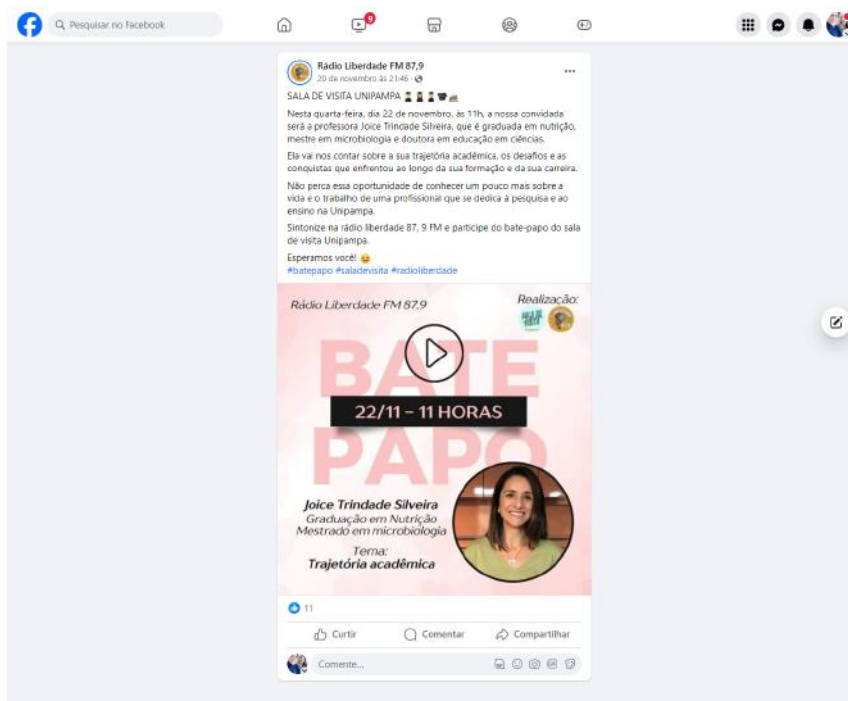 Pesquisar no Facebook
9
Rádio Liberdade FM 87,9
20 de novembro às 21:46
SALA DE VISITA UNIPAMPA
Nesta quarta-feira, dia 22 de novembro, às 11h, a nossa convidada
será a professora Joice Trindade Silveira, que é graduada em nutrição,
mestre em microbiologia e doutora em educação em ciências.
Ela vai nos contar sobre a sua trajetória acadêmica, os desafios e as
conquistas que enfrentou ao longo da sua formação e da sua carreira.
Não perca essa oportunidade de conhecer um pouco mais sobre a
vida e o trabalho de uma profissional que se dedica à pesquisa e ao
ensino na Unipampa.
Sintonize na rádio liberdade 87, 9 FM e participe do bate-papo do sala
de visita Unipampa.
Esperamos você!
#batepapo #saladevisita #radioliberdade
Rádio Liberdade FM 87.9
Realização:
BATE
22/11 – 11 HORAS
PAPO
Joice Trindade Silveira
Graduação em Nutrição
Mestrado em microbiologia
Tema:
Trajetória acadêmica
11
Curtir
Comentar
Compartilhar
Comente...